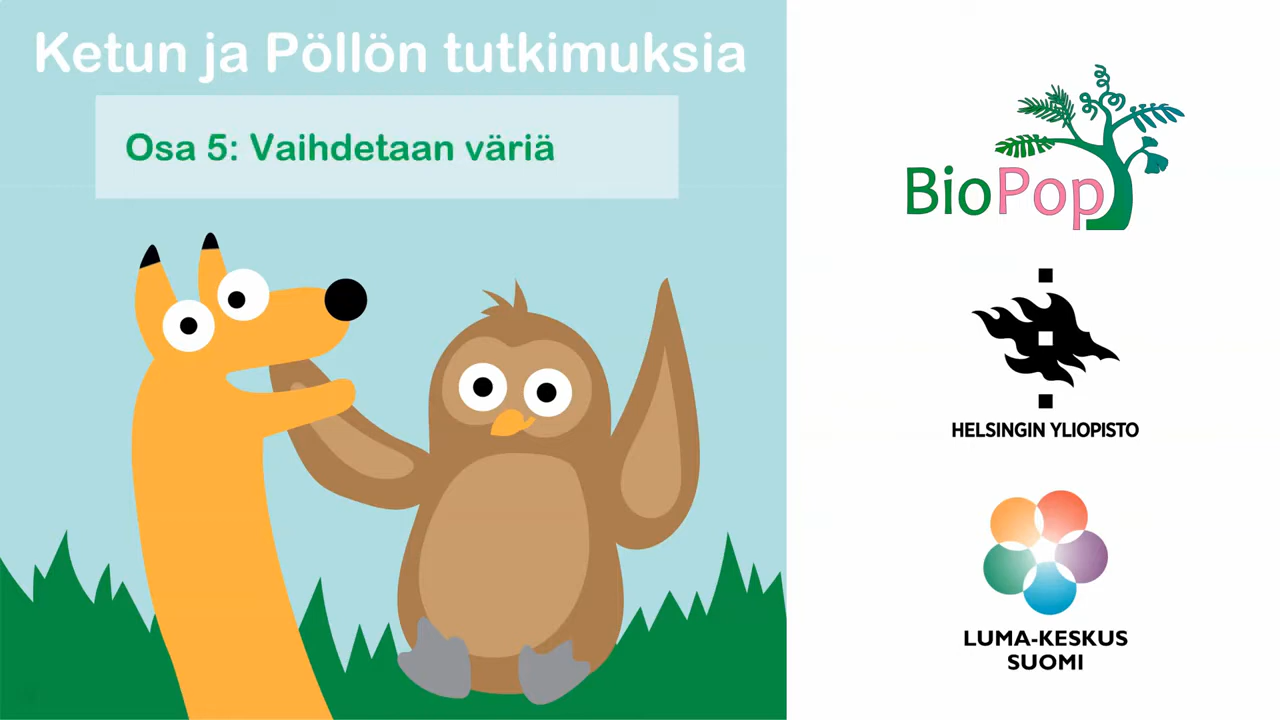 Ketun ja Pöllön tutkimuksia
Osa 5: Vaihdetaan väriä
BioPop
HELSINGIN YLIOPISTO
LUMA-KESKUS
SUOMI